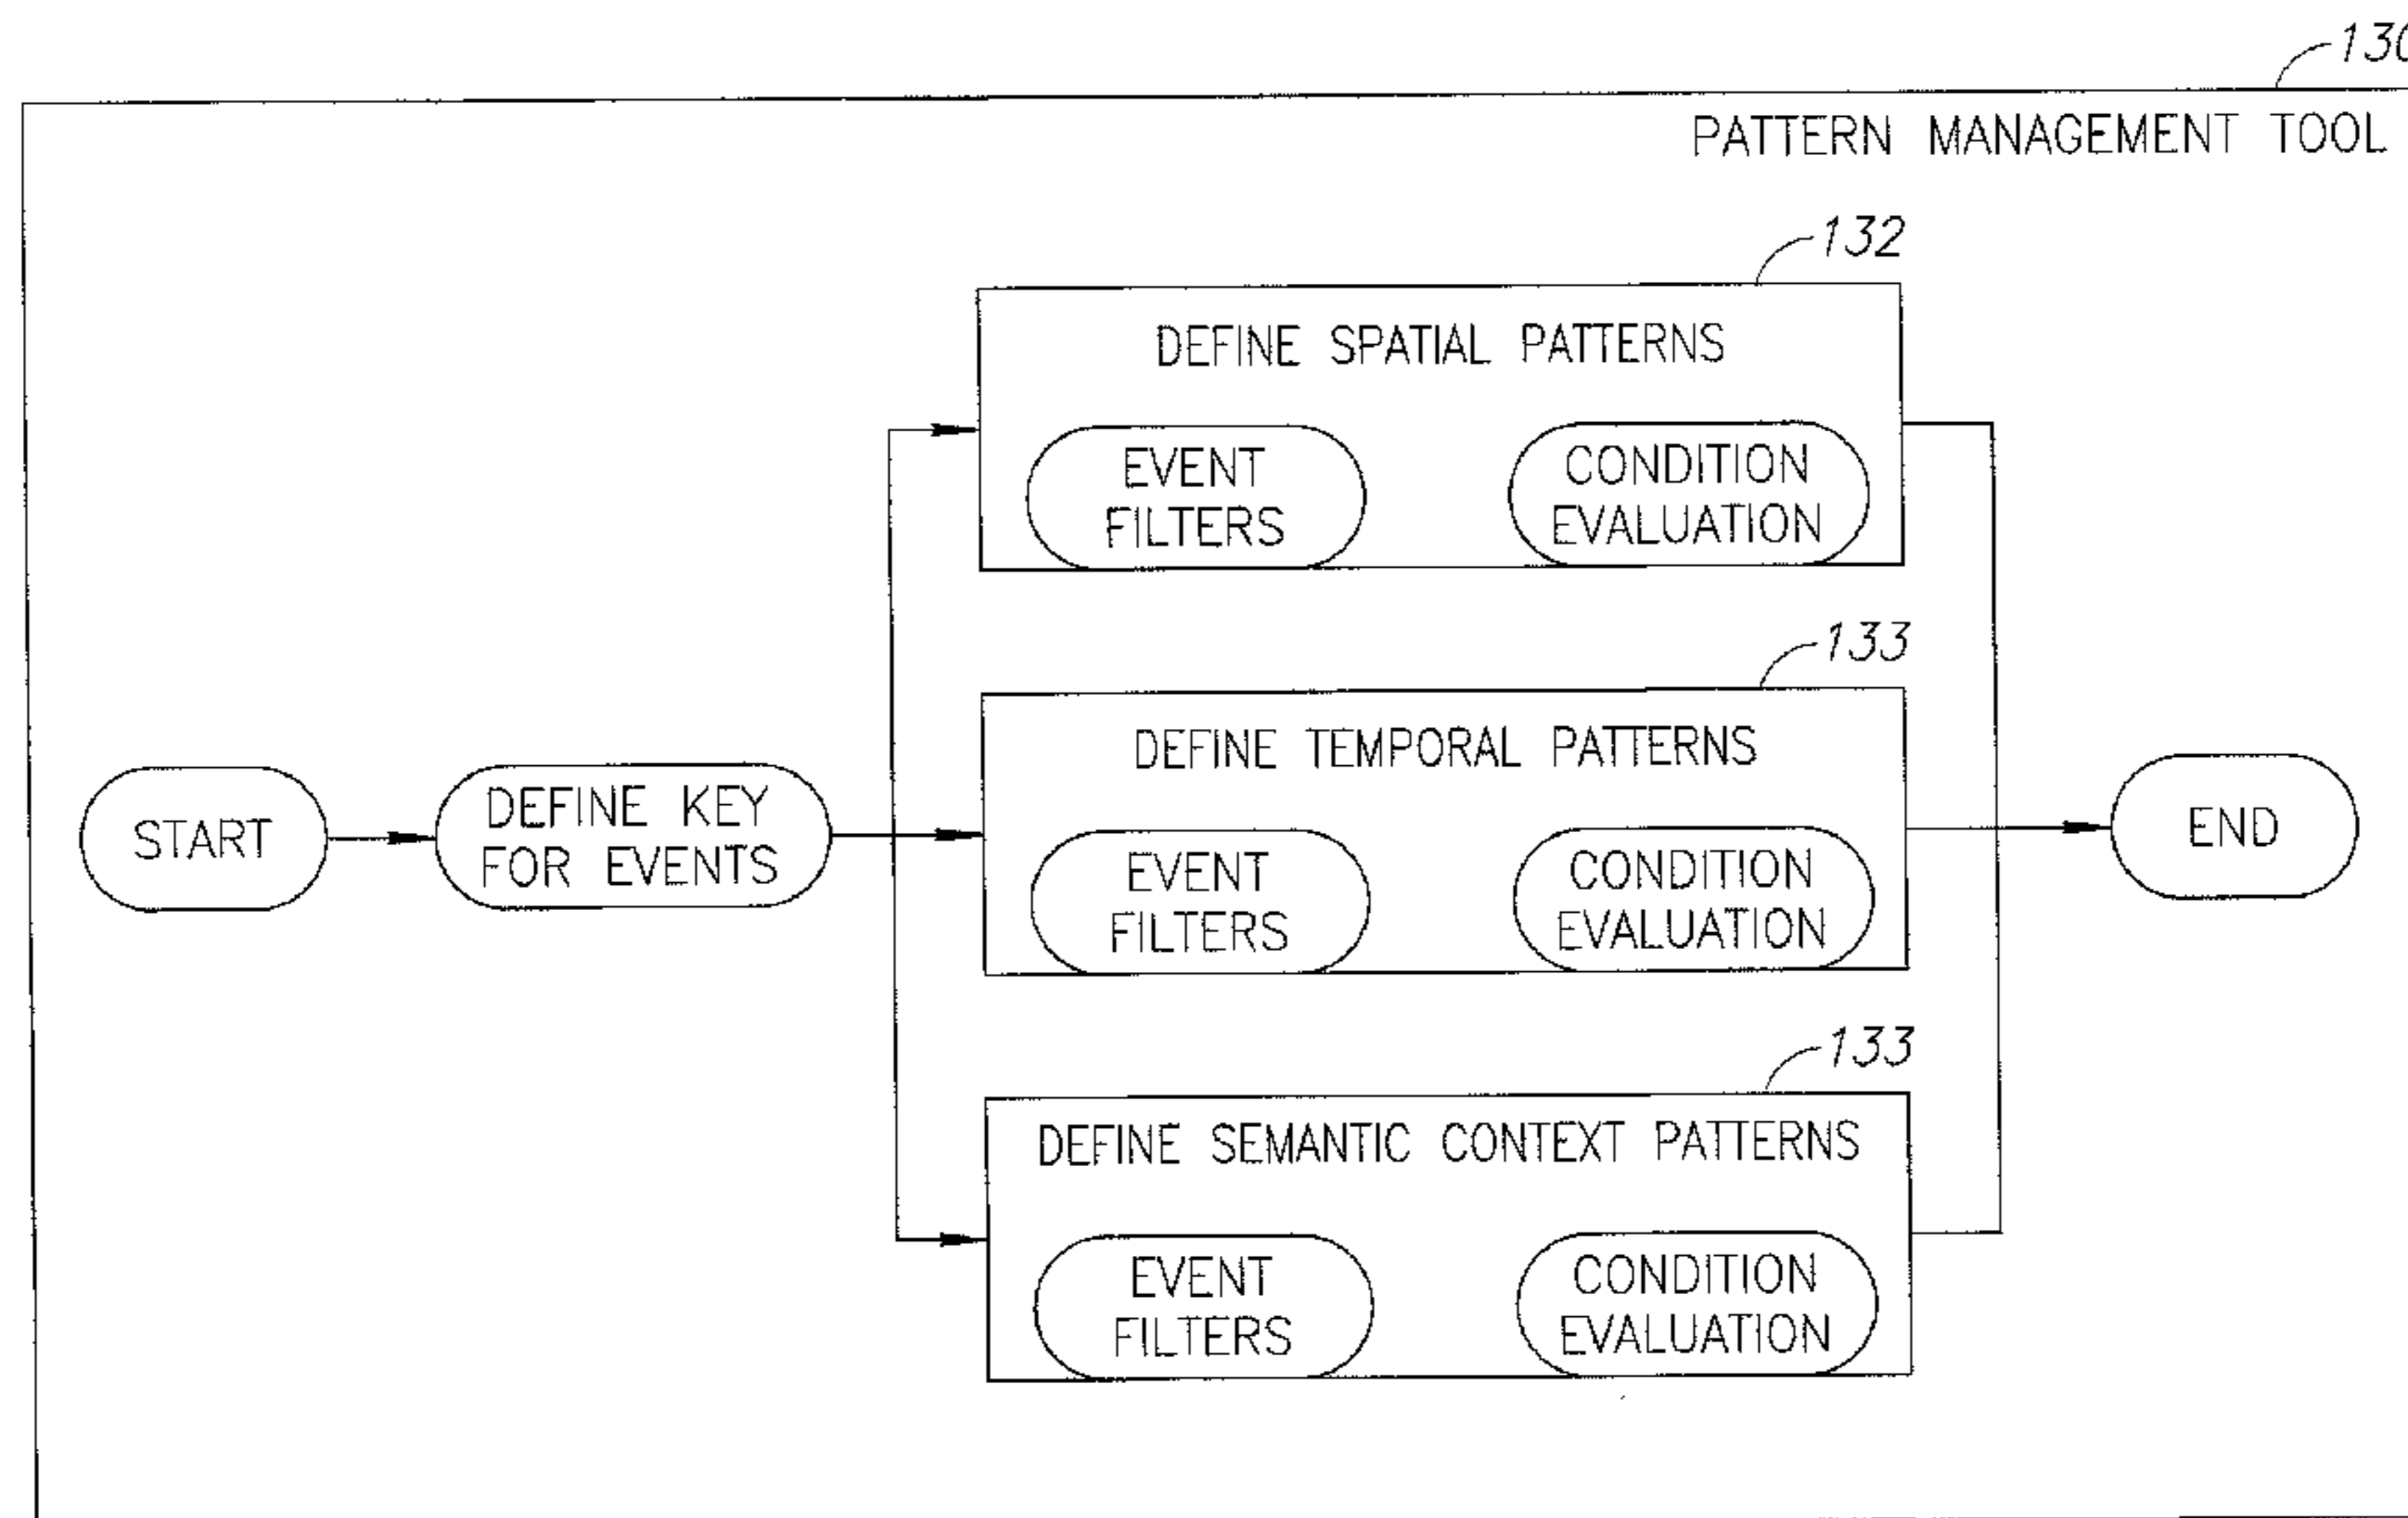 130
PATTERN MANAGEMENT TOOL
132
DEFINE SPATIAL PATTERNS
EVENT
FILTERS
CONDITION
EVALUATION
133
DEFINE TEMPORAL PATTERNS
EVENT
FILTERS
CONDITION
EVALUATION
START
DEFINE KEY
FOR EVENTS
END
133
DEFINE SEMANTIC CONTEXT PATTERNS
EVENT
FILTERS
CONDITION
EVALUATION